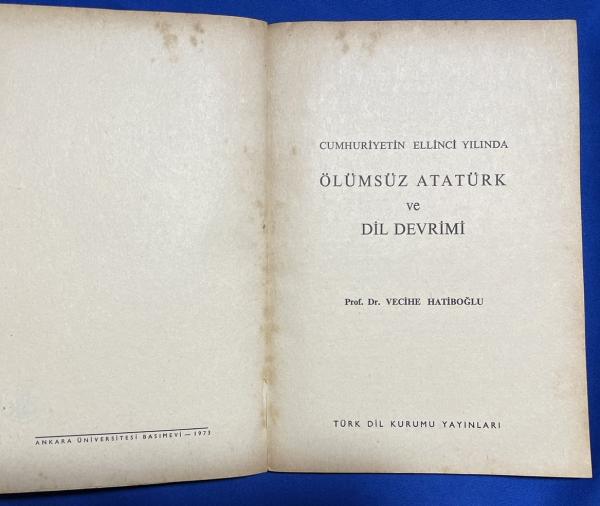 ANKARA ÜNİVERSİTESİ BASIMEVİ — 1973
CUMHURİYETİN ELLİNCİ YILINDA
ÖLÜMSÜZ ATATÜRK
ve
DİL DEVRİMİ
Prof. Dr. VECİHE HATİBOĞLU
TÜRK DİL KURUMU YAYINLARI